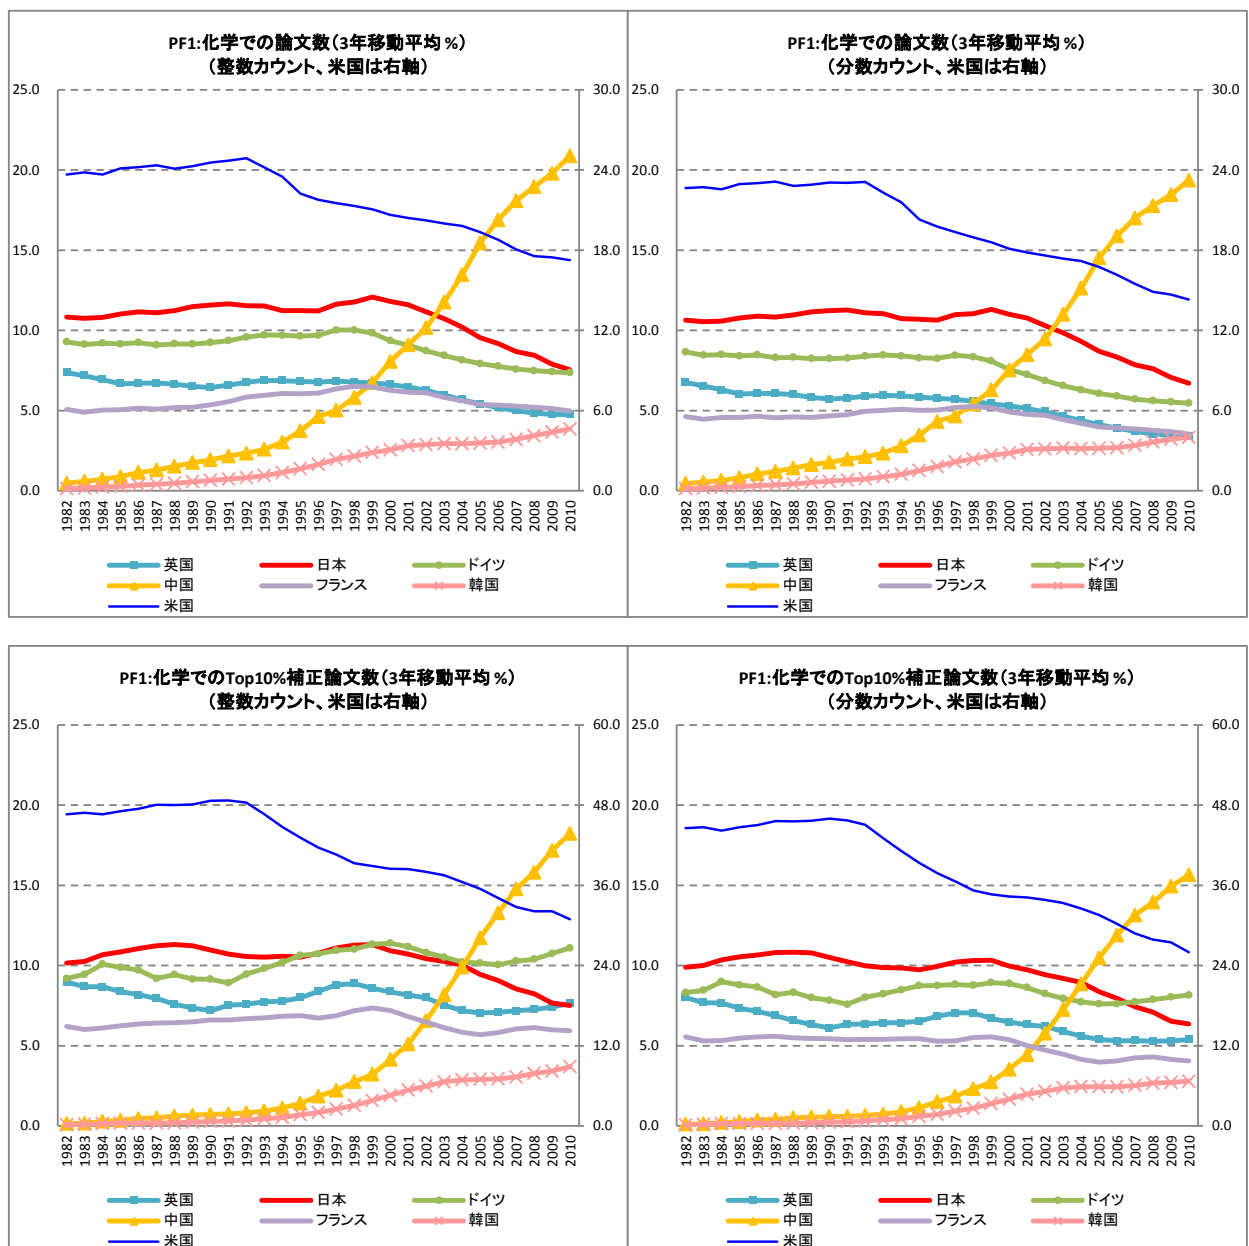 PF1:化学での論文数(3年移動平均 %)
(整数カウント、米国は右軸)
25.0
20.0
15.0
10.0
5.0
0.0
30.0
24.0
18.0
12.0
6.0
0.0
1982 1983 1984 1985 1986 1987 1988 1989 1990 1991 1992 1993 1994 1995 1996 1997 1998 1999 2000 2001 2002 2003 2004 2005 2006 2007 2008 2009 2010
英国 日本 ドイツ
中国 フランス 韓国
米国
PF1:化学での論文数(3年移動平均 %)
(分数カウント、米国は右軸)
25.0
20.0
15.0
10.0
5.0
0.0
30.0
24.0
18.0
12.0
6.0
0.0
1982 1983 1984 1985 1986 1987 1988 1989 1990 1991 1992 1993 1994 1995 1996 1997 1998 1999 2000 2001 2002 2003 2004 2005 2006 2007 2008 2009 2010
英国 日本 ドイツ
中国 フランス 韓国
米国
PF1:化学でのTop10%補正論文数(3年移動平均 %)
(整数カウント、米国は右軸)
25.0
20.0
15.0
10.0
5.0
0.0
60.0
48.0
36.0
24.0
12.0
0.0
1982 1983 1984 1985 1986 1987 1988 1989 1990 1991 1992 1993 1994 1995 1996 1997 1998 1999 2000 2001 2002 2003 2004 2005 2006 2007 2008 2009 2010
英国 日本 ドイツ
中国 フランス 韓国
米国
PF1:化学でのTop10%補正論文数(3年移動平均 %)
(分数カウント、米国は右軸)
25.0
20.0
15.0
10.0
5.0
0.0
60.0
48.0
36.0
24.0
12.0
0.0
1982 1983 1984 1985 1986 1987 1988 1989 1990 1991 1992 1993 1994 1995 1996 1997 1998 1999 2000 2001 2002 2003 2004 2005 2006 2007 2008 2009 2010
英国 日本 ドイツ
中国 フランス 韓国
米国